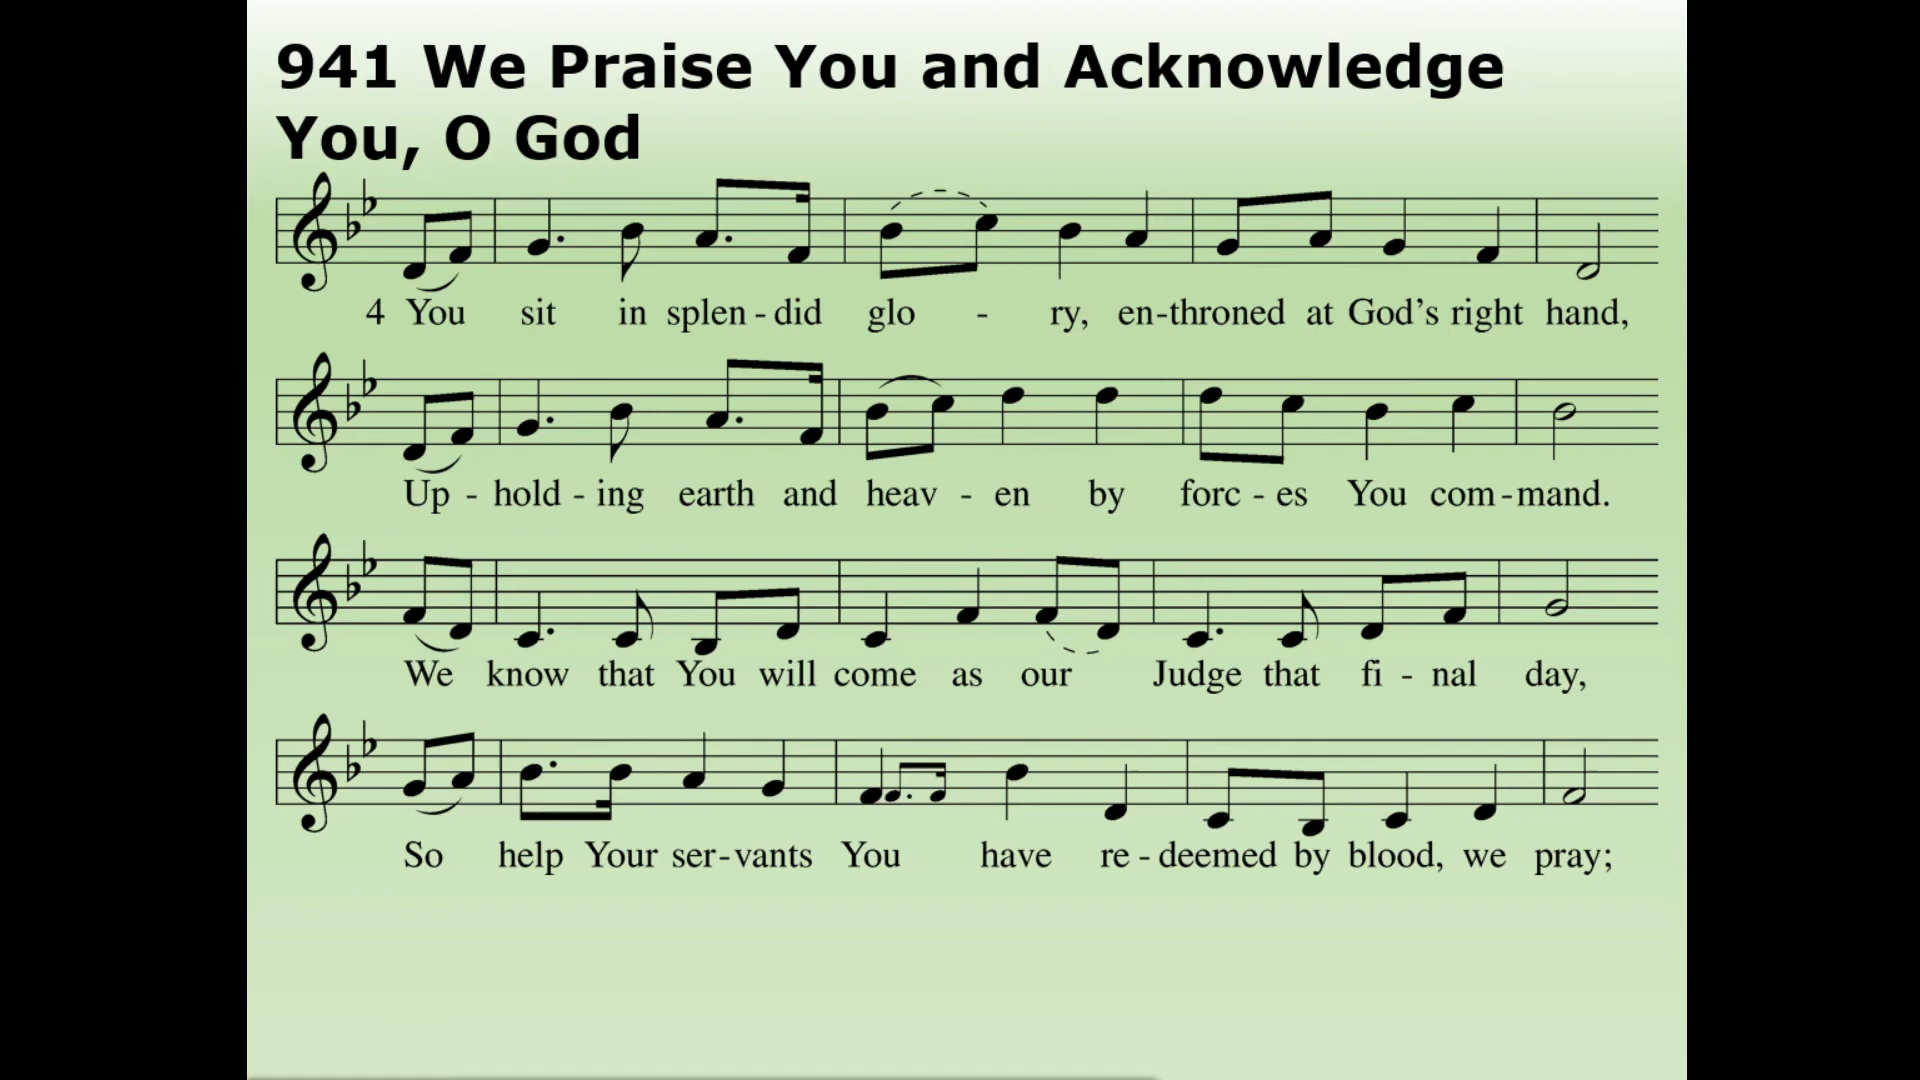 941 We Praise You and Acknowledge
You, O God
4 You sit in splen - did glo - ry, en - throned at God's right hand,
Up - hold - ing earth and heav - en by forc - es You com - mand.
We know that You will come as our Judge that fi - nal day,
So help Your ser - vants You have re - deemed by blood, we pray;